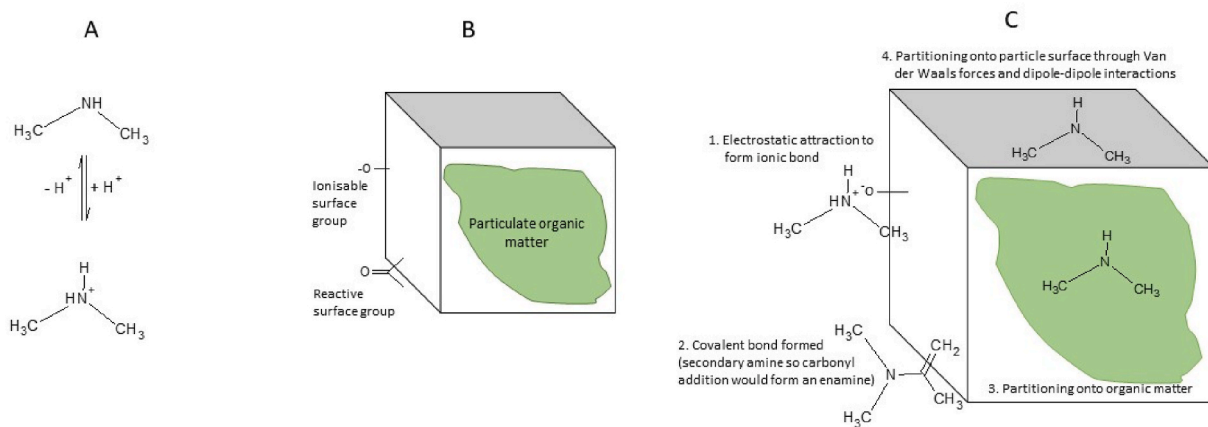 A
NH
H₃C
CH₃
- H⁺
+ H⁺
H
HN⁺
H₃C
CH₃
B
-O
Ionisable
surface
group
Particulate organic
matter
O
Reactive
surface group
C
4. Partitioning onto particle surface through Van
der Waals forces and dipole-dipole interactions
H
N
H₃C
CH₃
1. Electrostatic attraction to
form ionic bond
H
HN⁺
⁻O
H₃C
CH₃
H
N
H₃C
CH₃
2. Covalent bond formed
(secondary amine so carbonyl
addition would form an enamine)
H₃C
CH₂
N
CH₃
H₃C
3. Partitioning onto organic matter